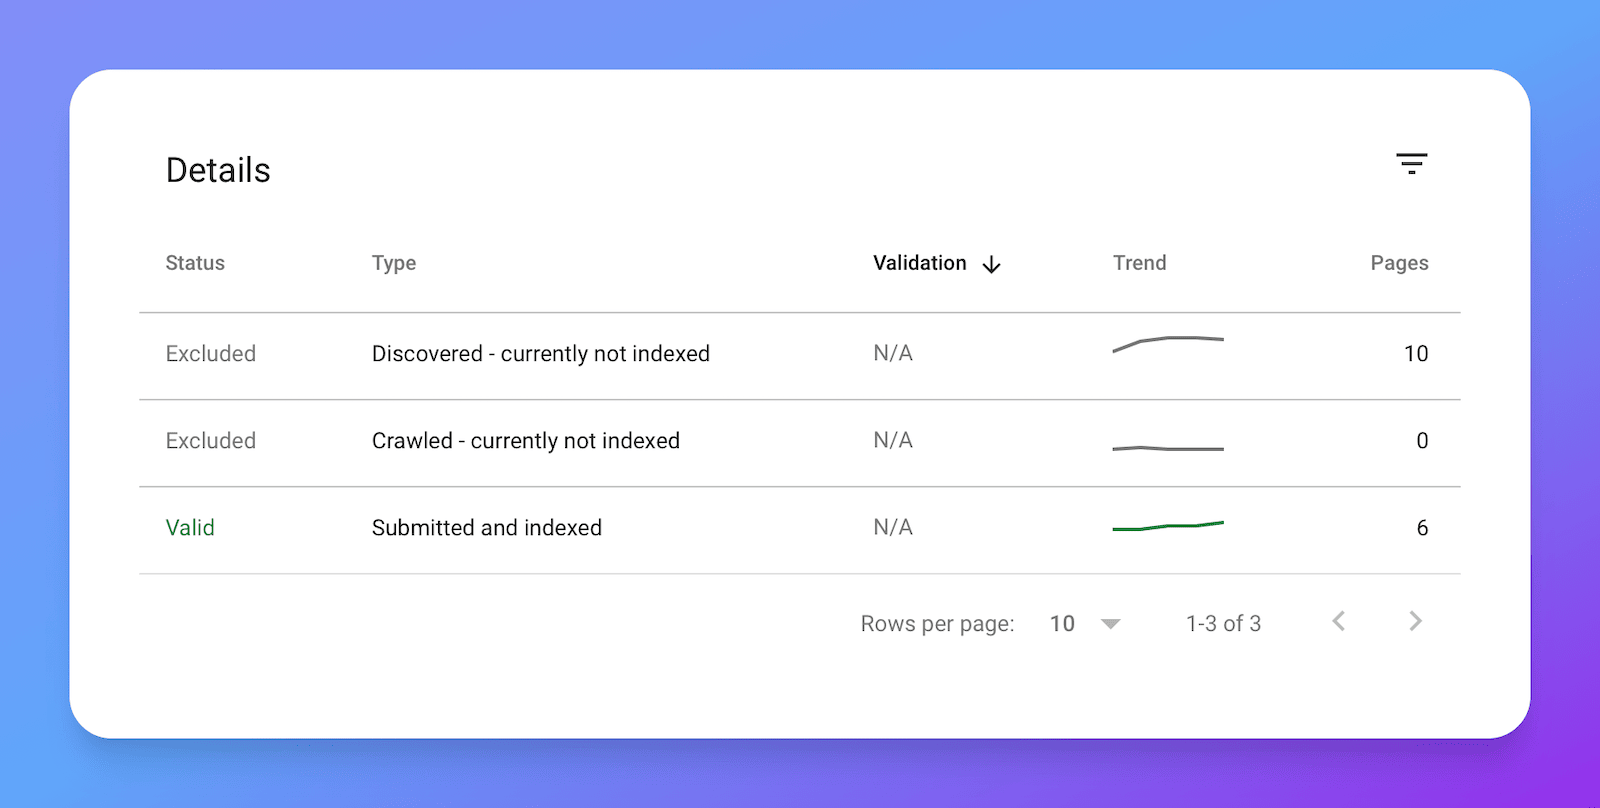 Details
Status Type Validation Trend Pages
Excluded Discovered - currently not indexed N/A 10
Excluded Crawled - currently not indexed N/A 0
Valid Submitted and indexed N/A 6
Rows per page: 10 1-3 of 3